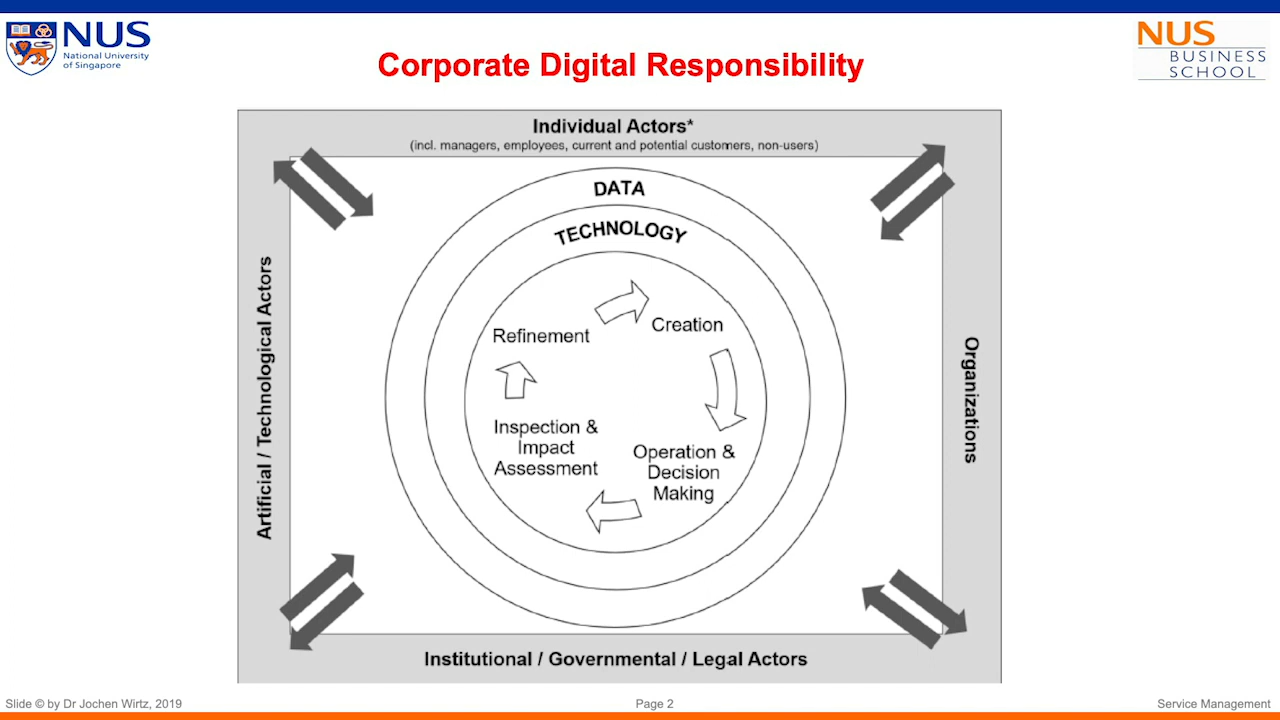 NUS
National University
of Singapore
Corporate Digital Responsibility
NUS
BUSINESS
SCHOOL
Individual Actors*
(incl. managers, employees, current and potential customers, non-users)
DATA
TECHNOLOGY
Refinement
Creation
Inspection &
Impact
Assessment
Operation &
Decision
Making
Artificial / Technological Actors
Organizations
Institutional / Governmental / Legal Actors
Slide © by Dr Jochen Wirtz, 2019
Page 2
Service Management